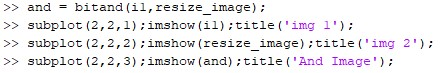 >> and = bitand(i1,resize_image);
>> subplot(2,2,1);imshow(i1);title('img 1');
>> subplot(2,2,2);imshow(resize_image);title('img 2');
>> subplot(2,2,3);imshow(and);title('And Image');